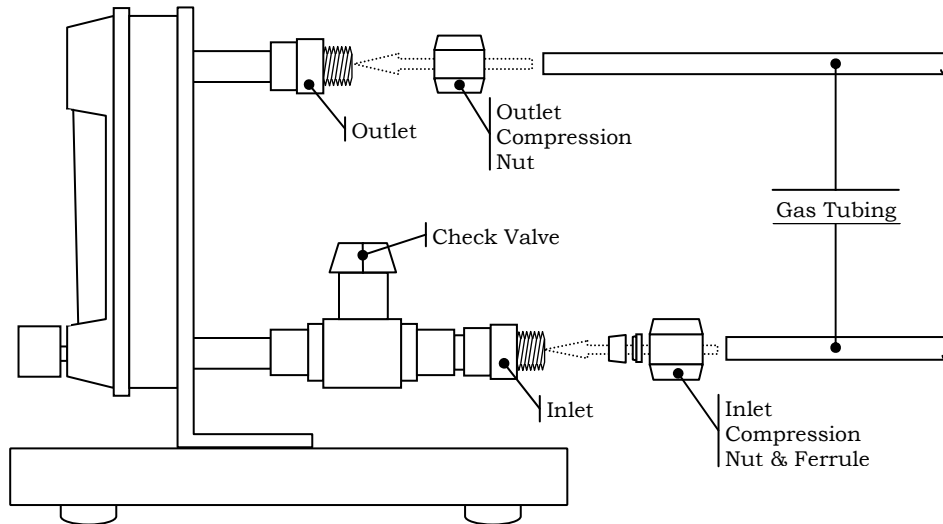 Outlet
Outlet
Compression
Nut
Gas Tubing
Check Valve
Inlet
Inlet
Compression
Nut & Ferrule